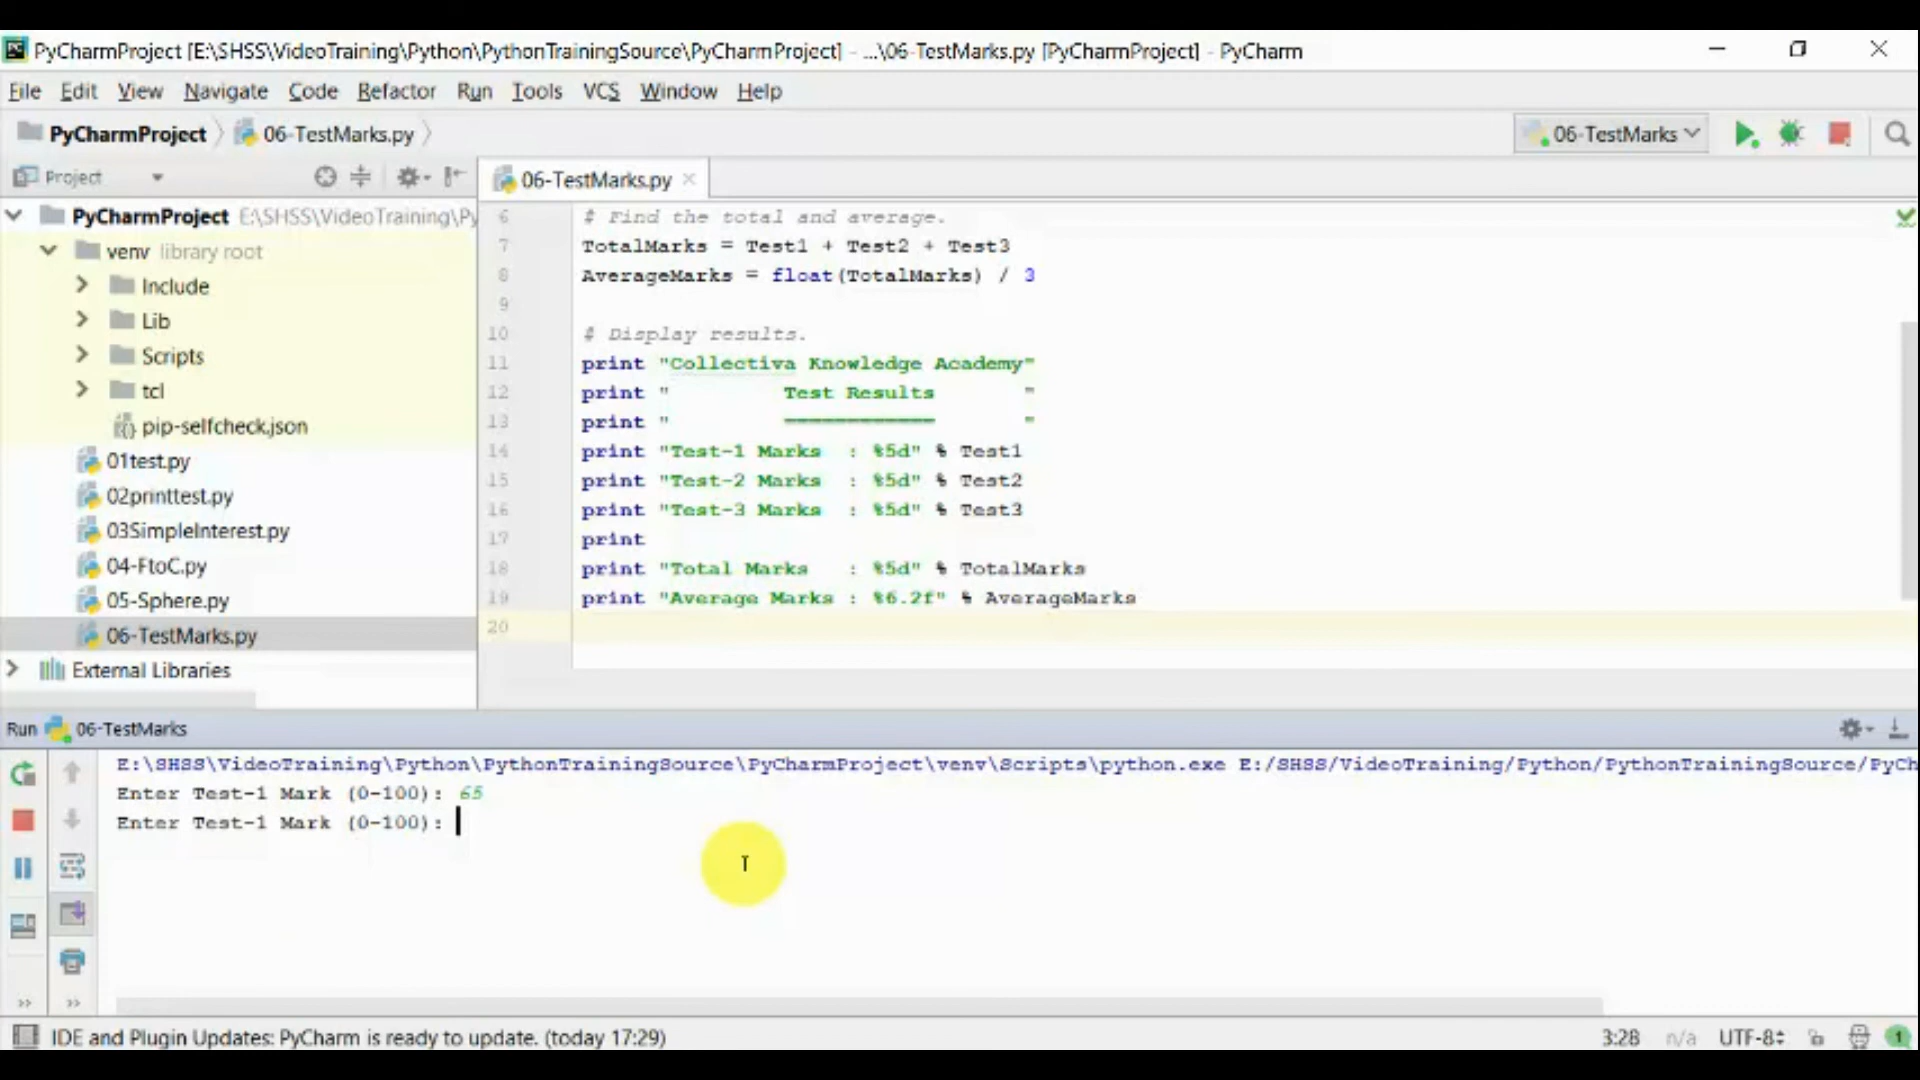 PyCharmProject [E:\SHSS\VideoTraining\Python\PythonTrainingSource\PyCharmProject] - ...\06-TestMarks.py [PyCharmProject] - PyCharm
File Edit View Navigate Code Refactor Run Tools VCS Window Help
PyCharmProject 06-TestMarks.py 06-TestMarks
Project 06-TestMarks.py
PyCharmProject E:\SHSS\VideoTraining\Py
venv library root
Include
Lib
Scripts
tcl
pip-selfcheck.json
01test.py
02printtest.py
03SimpleInterest.py
04-FtoC.py
05-Sphere.py
06-TestMarks.py
External Libraries
6 # Find the total and average.
7 TotalMarks = Test1 + Test2 + Test3
8 AverageMarks = float(TotalMarks) / 3
9
10 # Display results.
11 print "Collectiva Knowledge Academy"
12 print "         Test Results       "
13 print "         ============       "
14 print "Test-1 Marks  : %5d" % Test1
15 print "Test-2 Marks  : %5d" % Test2
16 print "Test-3 Marks  : %5d" % Test3
17 print
18 print "Total Marks   : %5d" % TotalMarks
19 print "Average Marks : %6.2f" % AverageMarks
20
Run 06-TestMarks
E:\SHSS\VideoTraining\Python\PythonTrainingSource\PyCharmProject\venv\Scripts\python.exe E:/SHSS/VideoTraining/Python/PythonTrainingSource/PyCh
Enter Test-1 Mark (0-100): 65
Enter Test-1 Mark (0-100):
IDE and Plugin Updates: PyCharm is ready to update. (today 17:29) 3:28 n/a UTF-8 1